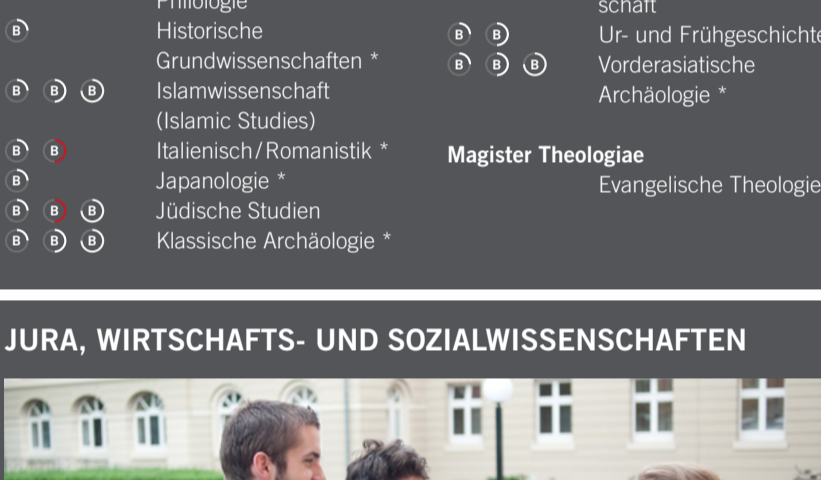 Philologie
B Historische
Grundwissenschaften *
B B B Islamwissenschaft
(Islamic Studies)
B B Italienisch/Romanistik *
B Japanologie *
B B B Jüdische Studien
B B B Klassische Archäologie *
schaft
B B Ur- und Frühgeschichte
B B B Vorderasiatische
Archäologie *
Magister Theologiae
Evangelische Theologie
JURA, WIRTSCHAFTS- UND SOZIALWISSENSCHAFTEN